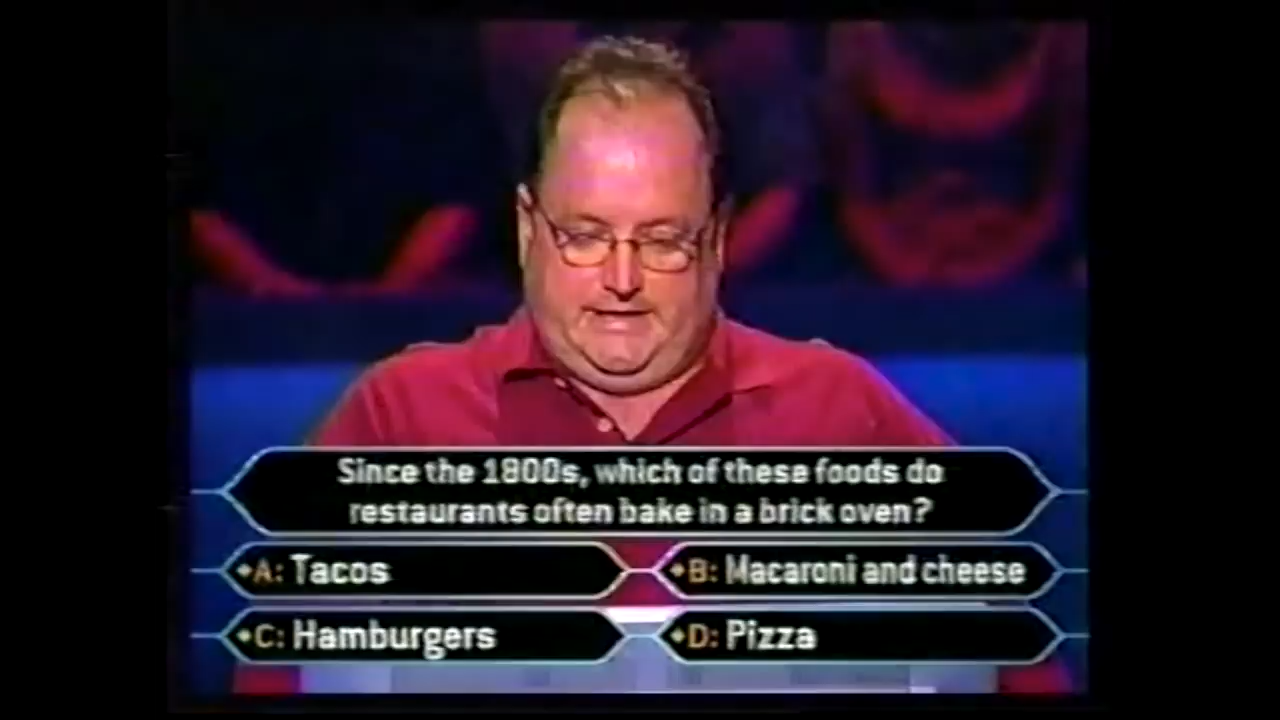 Since the 1800s, which of these foods do
restaurants often bake in a brick oven?
A: Tacos
B: Macaroni and cheese
C: Hamburgers
D: Pizza